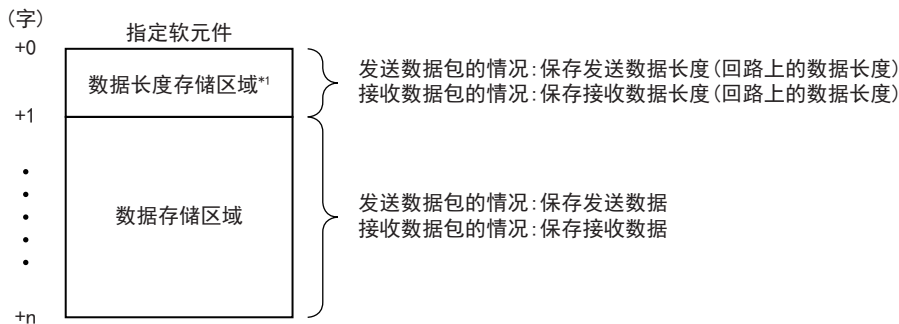 (字)
指定软元件
+0
数据长度存储区域*1
发送数据包的情况:保存发送数据长度(回路上的数据长度)
接收数据包的情况:保存接收数据长度(回路上的数据长度)
+1
数据存储区域
发送数据包的情况:保存发送数据
接收数据包的情况:保存接收数据
+n